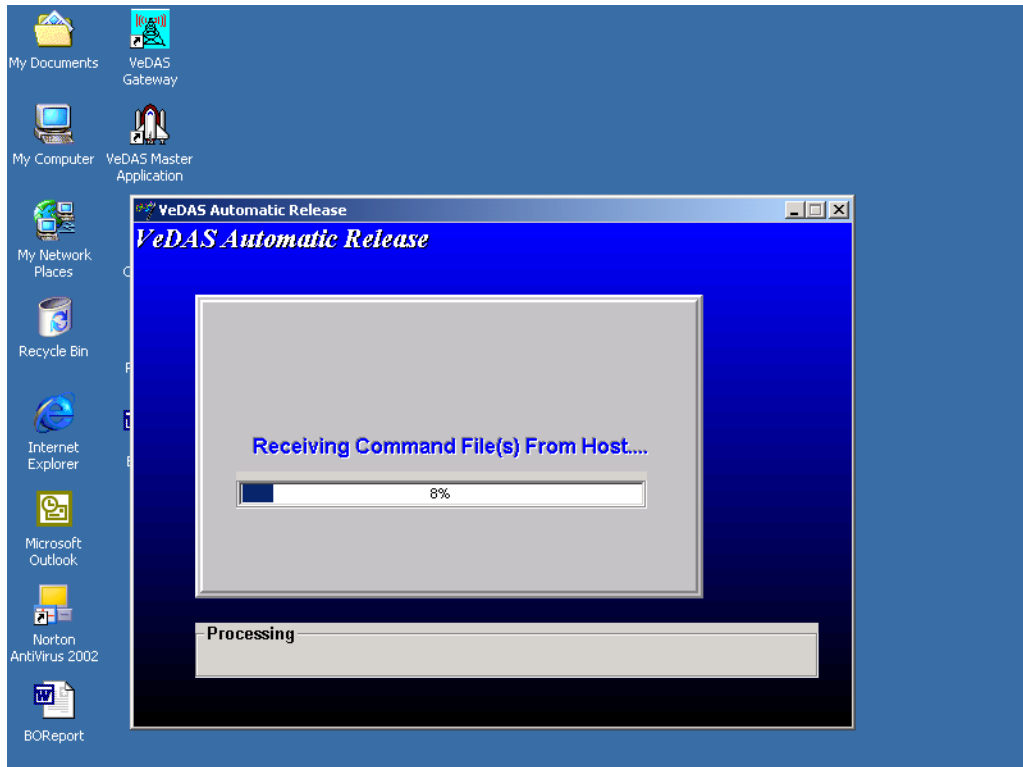 My Documents
VeDAS
Gateway
My Computer
VeDAS Master
Application
My Network
Places
Recycle Bin
Internet
Explorer
Microsoft
Outlook
Norton
AntiVirus 2002
BOReport
VeDAS Automatic Release
VeDAS Automatic Release
Receiving Command File(s) From Host....
8%
Processing